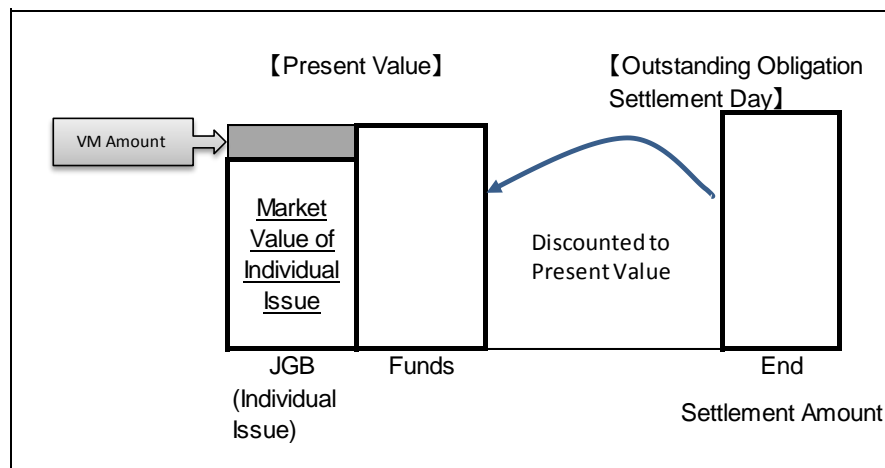 【Present Value】
【Outstanding Obligation
Settlement Day】
VM Amount
Market
Value of
Individual
Issue
Discounted to
Present Value
JGB
(Individual
Issue)
Funds
End
Settlement Amount